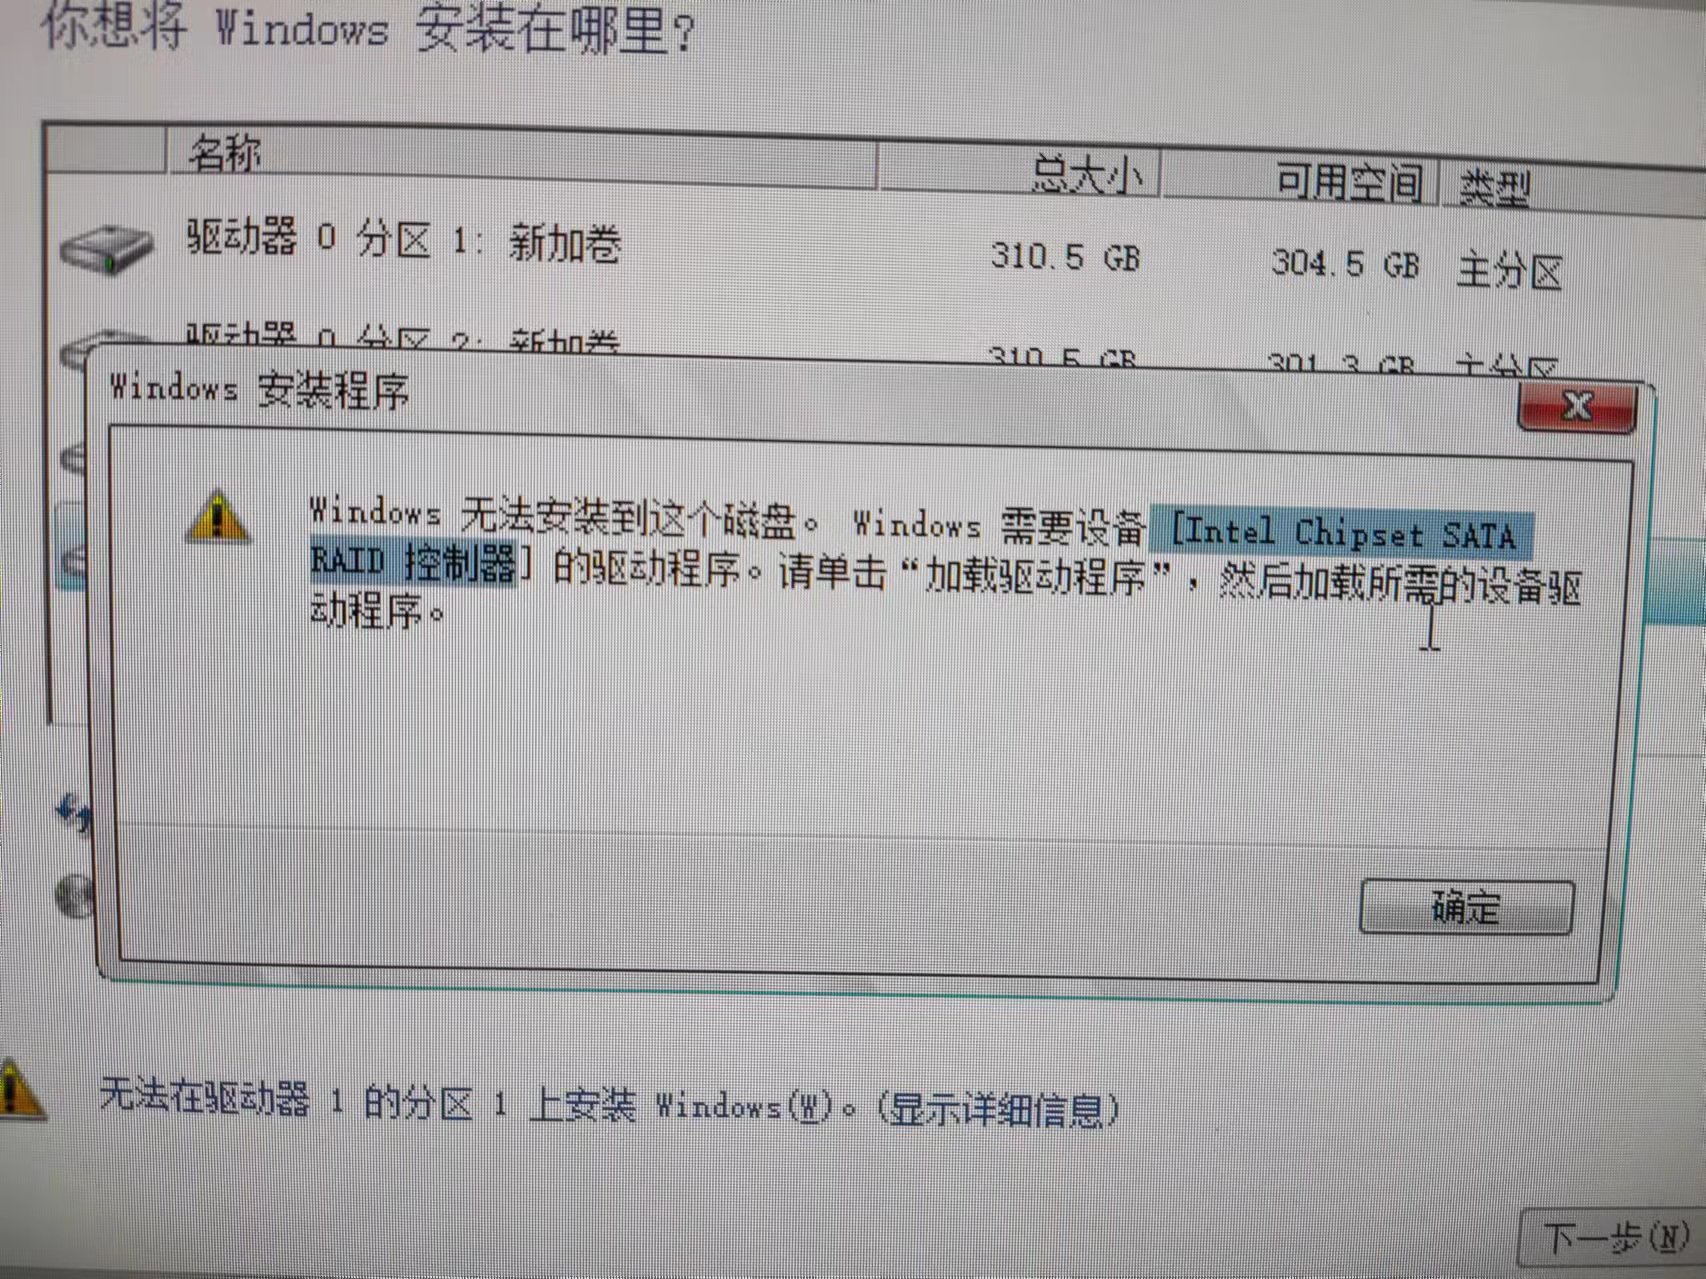 你想将 Windows 安装在哪里?
名称 总大小 可用空间 类型
驱动器 0 分区 1: 新加卷 310.5 GB 304.5 GB 主分区
驱动器 0 分区 2: 新加卷 310.5 GB 301.3 GB 主分区
Windows 安装程序
Windows 无法安装到这个磁盘。 Windows 需要设备 [Intel Chipset SATA
RAID 控制器] 的驱动程序。请单击“加载驱动程序”，然后加载所需的设备驱
动程序。
确定
无法在驱动器 1 的分区 1 上安装 Windows(W)。(显示详细信息)
下一步(N)